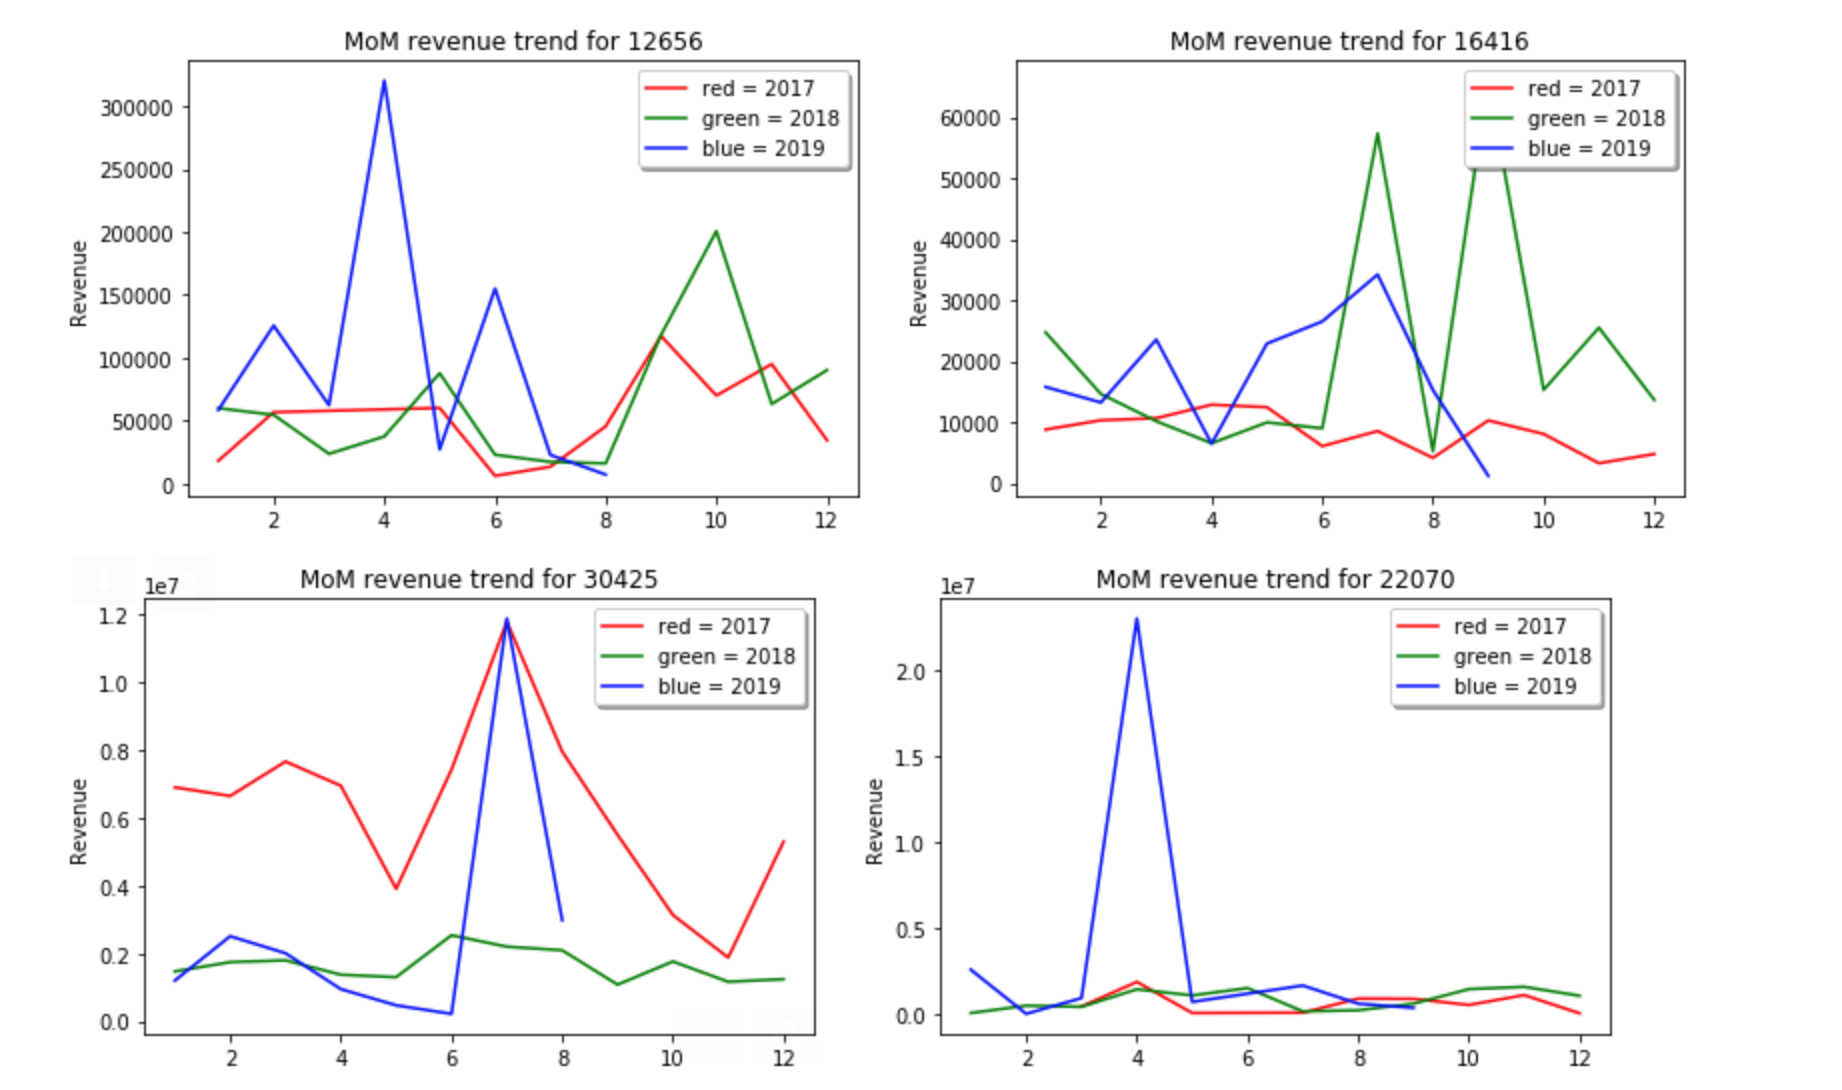 MoM revenue trend for 12656
red = 2017
green = 2018
blue = 2019
Revenue
300000
250000
200000
150000
100000
50000
0
2 4 6 8 10 12
MoM revenue trend for 16416
red = 2017
green = 2018
blue = 2019
Revenue
60000
50000
40000
30000
20000
10000
0
2 4 6 8 10 12
1e7
MoM revenue trend for 30425
red = 2017
green = 2018
blue = 2019
Revenue
1.2
1.0
0.8
0.6
0.4
0.2
0.0
2 4 6 8 10 12
1e7
MoM revenue trend for 22070
red = 2017
green = 2018
blue = 2019
Revenue
2.0
1.5
1.0
0.5
0.0
2 4 6 8 10 12